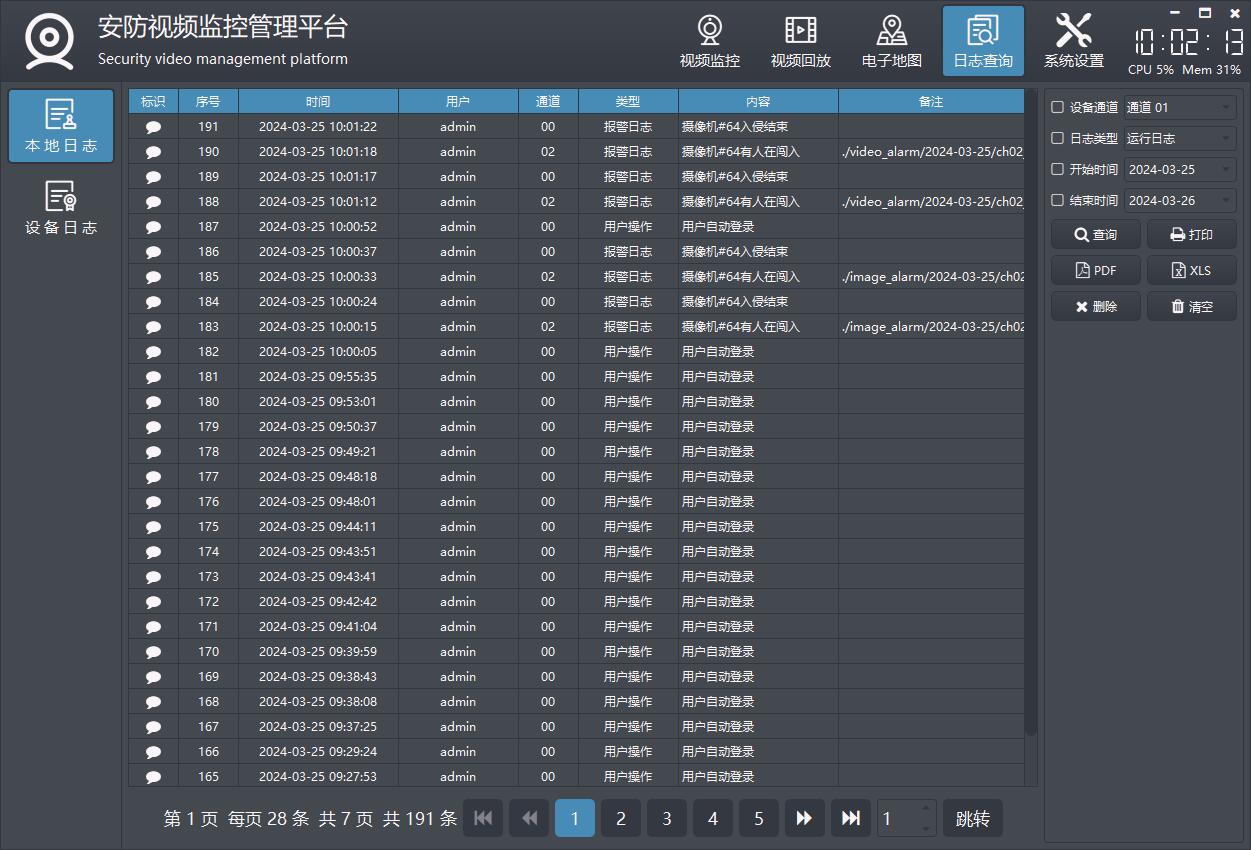 安防视频监控管理平台
Security video management platform
视频监控 视频回放 电子地图 日志查询 系统设置
10:02:13
CPU 5% Mem 31%
本地日志
设备日志
标识 序号 时间 用户 通道 类型 内容 备注
191 2024-03-25 10:01:22 admin 00 报警日志 摄像机#64入侵结束
190 2024-03-25 10:01:18 admin 02 报警日志 摄像机#64有人在闯入 ./video_alarm/2024-03-25/ch02_
189 2024-03-25 10:01:17 admin 00 报警日志 摄像机#64入侵结束
188 2024-03-25 10:01:12 admin 02 报警日志 摄像机#64有人在闯入 ./video_alarm/2024-03-25/ch02_
187 2024-03-25 10:00:52 admin 00 用户操作 用户自动登录
186 2024-03-25 10:00:37 admin 00 报警日志 摄像机#64入侵结束
185 2024-03-25 10:00:33 admin 02 报警日志 摄像机#64有人在闯入 ./image_alarm/2024-03-25/ch02
184 2024-03-25 10:00:24 admin 00 报警日志 摄像机#64入侵结束
183 2024-03-25 10:00:15 admin 02 报警日志 摄像机#64有人在闯入 ./image_alarm/2024-03-25/ch02
182 2024-03-25 10:00:05 admin 00 用户操作 用户自动登录
181 2024-03-25 09:55:35 admin 00 用户操作 用户自动登录
180 2024-03-25 09:53:01 admin 00 用户操作 用户自动登录
179 2024-03-25 09:50:37 admin 00 用户操作 用户自动登录
178 2024-03-25 09:49:21 admin 00 用户操作 用户自动登录
177 2024-03-25 09:48:18 admin 00 用户操作 用户自动登录
176 2024-03-25 09:48:01 admin 00 用户操作 用户自动登录
175 2024-03-25 09:44:11 admin 00 用户操作 用户自动登录
174 2024-03-25 09:43:51 admin 00 用户操作 用户自动登录
173 2024-03-25 09:43:41 admin 00 用户操作 用户自动登录
172 2024-03-25 09:42:42 admin 00 用户操作 用户自动登录
171 2024-03-25 09:41:04 admin 00 用户操作 用户自动登录
170 2024-03-25 09:39:59 admin 00 用户操作 用户自动登录
169 2024-03-25 09:38:43 admin 00 用户操作 用户自动登录
168 2024-03-25 09:38:08 admin 00 用户操作 用户自动登录
167 2024-03-25 09:37:25 admin 00 用户操作 用户自动登录
166 2024-03-25 09:29:24 admin 00 用户操作 用户自动登录
165 2024-03-25 09:27:53 admin 00 用户操作 用户自动登录
第 1 页 每页 28 条 共 7 页 共 191 条 1 2 3 4 5 1 跳转
设备通道 通道 01
日志类型 运行日志
开始时间 2024-03-25
结束时间 2024-03-26
查询 打印
PDF XLS
删除 清空